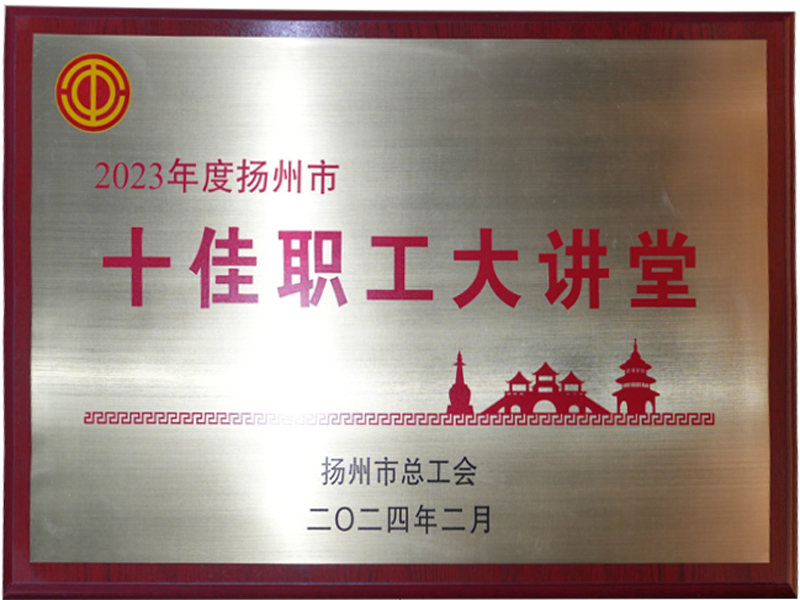 2023年度扬州市
十佳职工大讲堂
扬州市总工会
二〇二四年二月